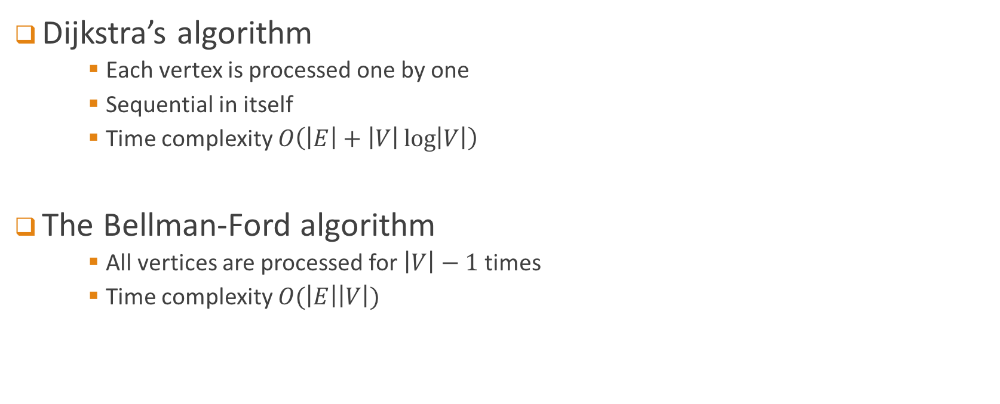 Dijkstra’s algorithm
Each vertex is processed one by one
Sequential in itself
Time complexity O(|E| + |V| log|V|)
The Bellman-Ford algorithm
All vertices are processed for |V| − 1 times
Time complexity O(|E||V|)